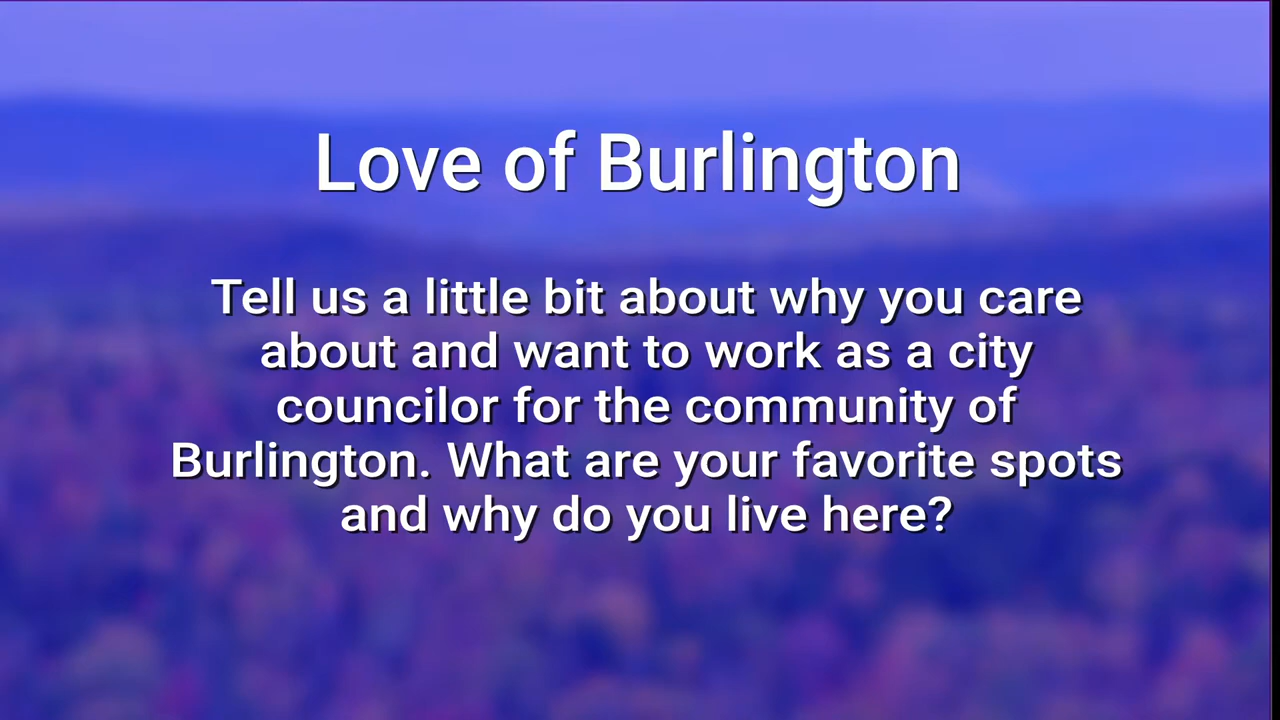 Love of Burlington
Tell us a little bit about why you care
about and want to work as a city
councilor for the community of
Burlington. What are your favorite spots
and why do you live here?